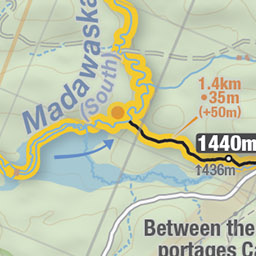 Madawaska
(South)
1.4km
•35m
(+50m)
1440m
1436m
Between the
portages Ca